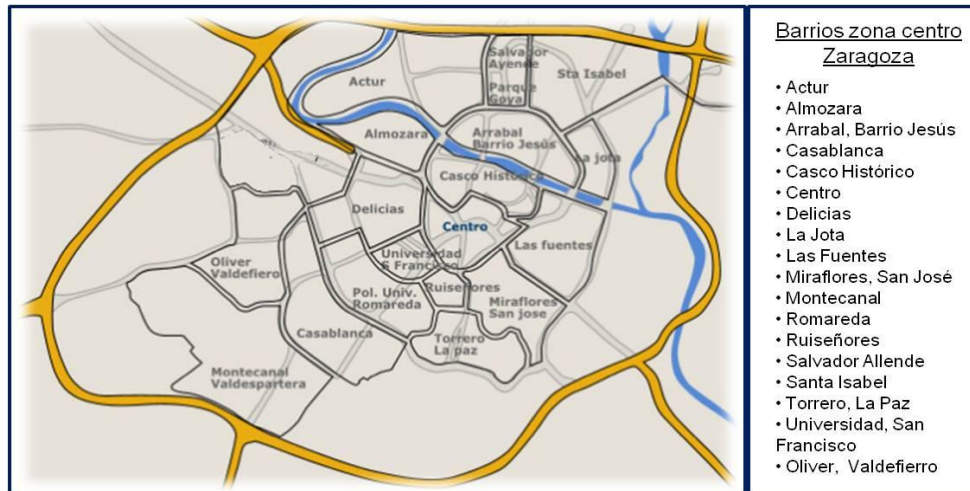 Salvador
Ayende
Sta Isabel
Actur
Parque
Goya
Almozara
Arrabal
Barrio Jesús
La jota
Casco Histórico
Delicias
Centro
Las fuentes
Universidad
S Francisco
Oliver
Valdefiero
Ruiseñores
Pol. Univ.
Romareda
Miraflores
San jose
Casablanca
Torrero
La paz
Montecanal
Valdespartera
Barrios zona centro
Zaragoza
• Actur
• Almozara
• Arrabal, Barrio Jesús
• Casablanca
• Casco Histórico
• Centro
• Delicias
• La Jota
• Las Fuentes
• Miraflores, San José
• Montecanal
• Romareda
• Ruiseñores
• Salvador Allende
• Santa Isabel
• Torrero, La Paz
• Universidad, San
Francisco
• Oliver, Valdefierro